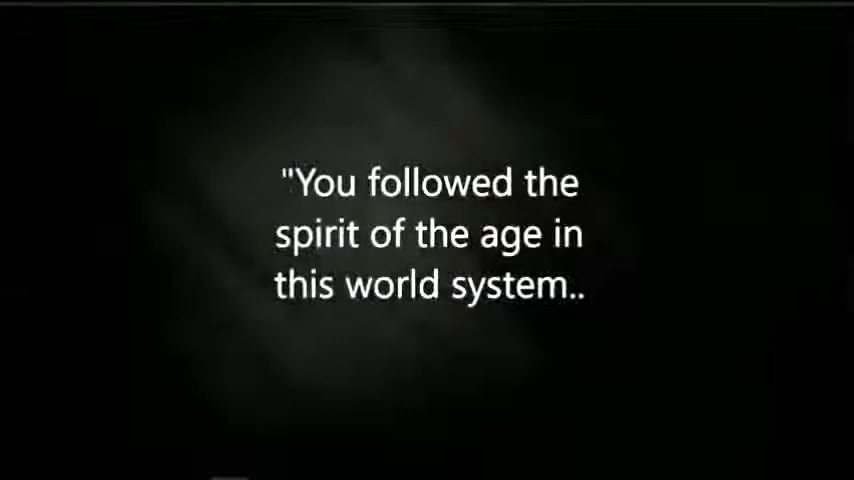 "You followed the
spirit of the age in
this world system..